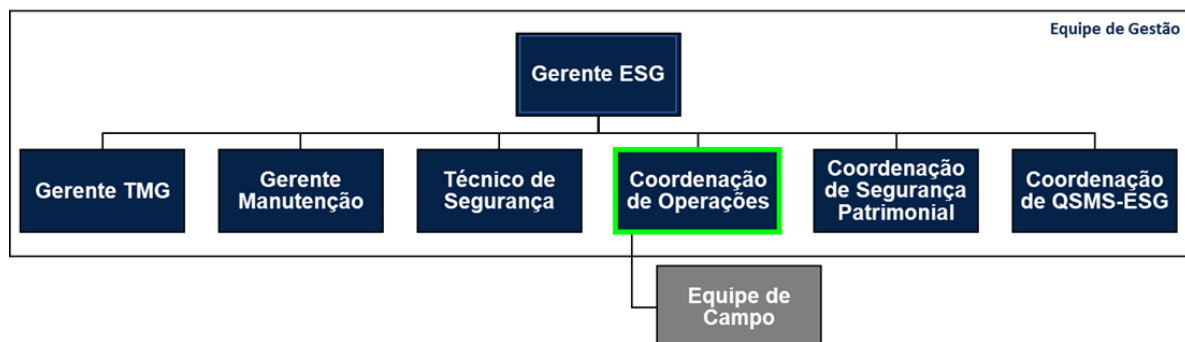 Equipe de Gestão
Gerente ESG
Gerente TMG
Gerente
Manutenção
Técnico de
Segurança
Coordenação
de Operações
Coordenação
de Segurança
Patrimonial
Coordenação
de QSMS-ESG
Equipe de
Campo